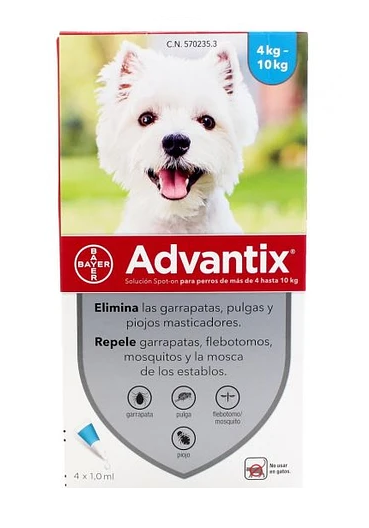 C.N. 570235.3
4kg -
10kg
BAYER
BAYER
Advantix®
Solución Spot-on para perros de más de 4 hasta 10 kg
Elimina las garrapatas, pulgas y
piojos masticadores.
Repele garrapatas, flebotomos,
mosquitos y la mosca
de los establos.
garrapata
pulga
flebotomo/
mosquito
piojo
4 x 1,0 ml
No usar
en gatos.